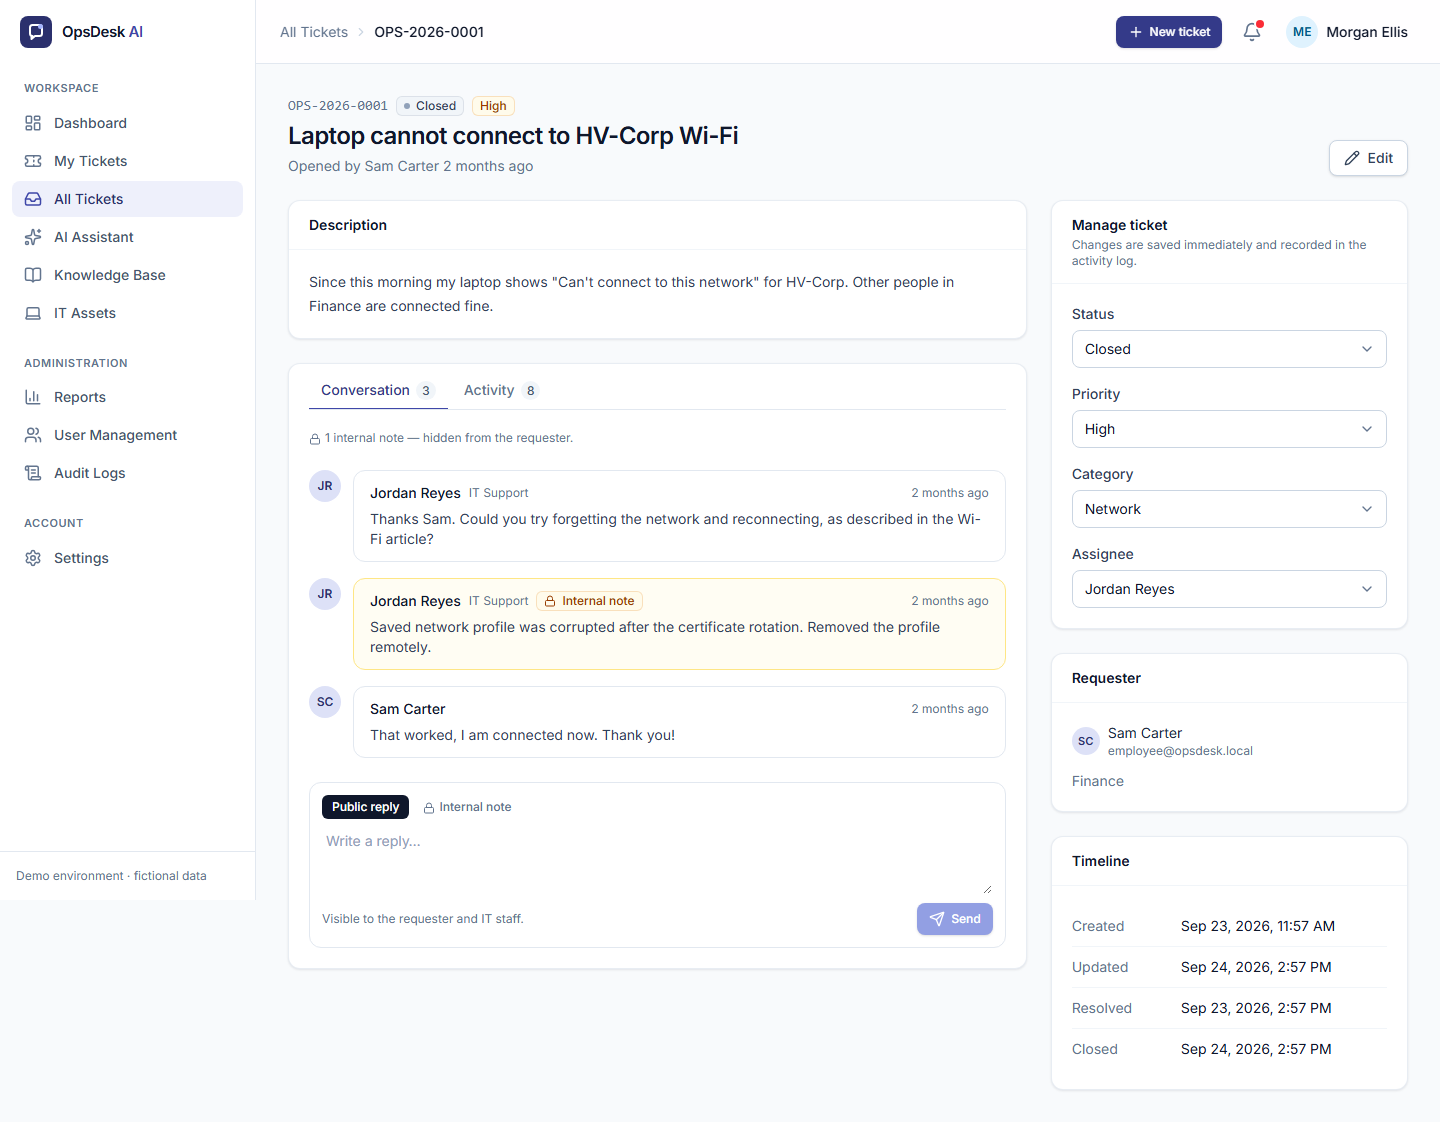 OpsDesk AI
All Tickets > OPS-2026-0001
+ New ticket
ME Morgan Ellis
WORKSPACE
Dashboard
My Tickets
All Tickets
AI Assistant
Knowledge Base
IT Assets
ADMINISTRATION
Reports
User Management
Audit Logs
ACCOUNT
Settings
Demo environment · fictional data
OPS-2026-0001 Closed High
Laptop cannot connect to HV-Corp Wi-Fi
Opened by Sam Carter 2 months ago
Edit
Description
Since this morning my laptop shows "Can't connect to this network" for HV-Corp. Other people in
Finance are connected fine.
Conversation 3 Activity 8
1 internal note — hidden from the requester.
JR Jordan Reyes IT Support 2 months ago
Thanks Sam. Could you try forgetting the network and reconnecting, as described in the Wi-
Fi article?
JR Jordan Reyes IT Support Internal note 2 months ago
Saved network profile was corrupted after the certificate rotation. Removed the profile
remotely.
SC Sam Carter 2 months ago
That worked, I am connected now. Thank you!
Public reply Internal note
Write a reply...
Visible to the requester and IT staff. Send
Manage ticket
Changes are saved immediately and recorded in the
activity log.
Status
Closed
Priority
High
Category
Network
Assignee
Jordan Reyes
Requester
SC Sam Carter
employee@opsdesk.local
Finance
Timeline
Created Sep 23, 2026, 11:57 AM
Updated Sep 24, 2026, 2:57 PM
Resolved Sep 23, 2026, 2:57 PM
Closed Sep 24, 2026, 2:57 PM